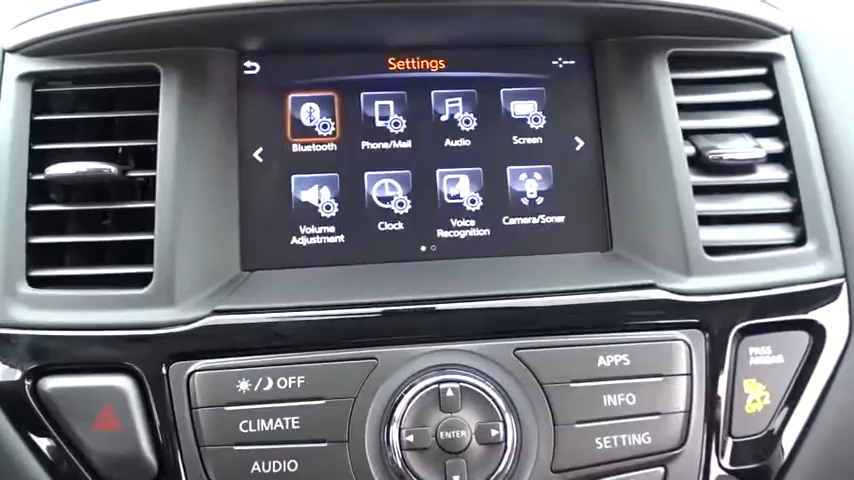 Settings
Bluetooth
Phone/Mail
Audio
Screen
Volume
Adjustment
Clock
Voice
Recognition
Camera/Sonar
OFF
CLIMATE
AUDIO
ENTER
APPS
INFO
SETTING
PASS
AIRBAG
OFF